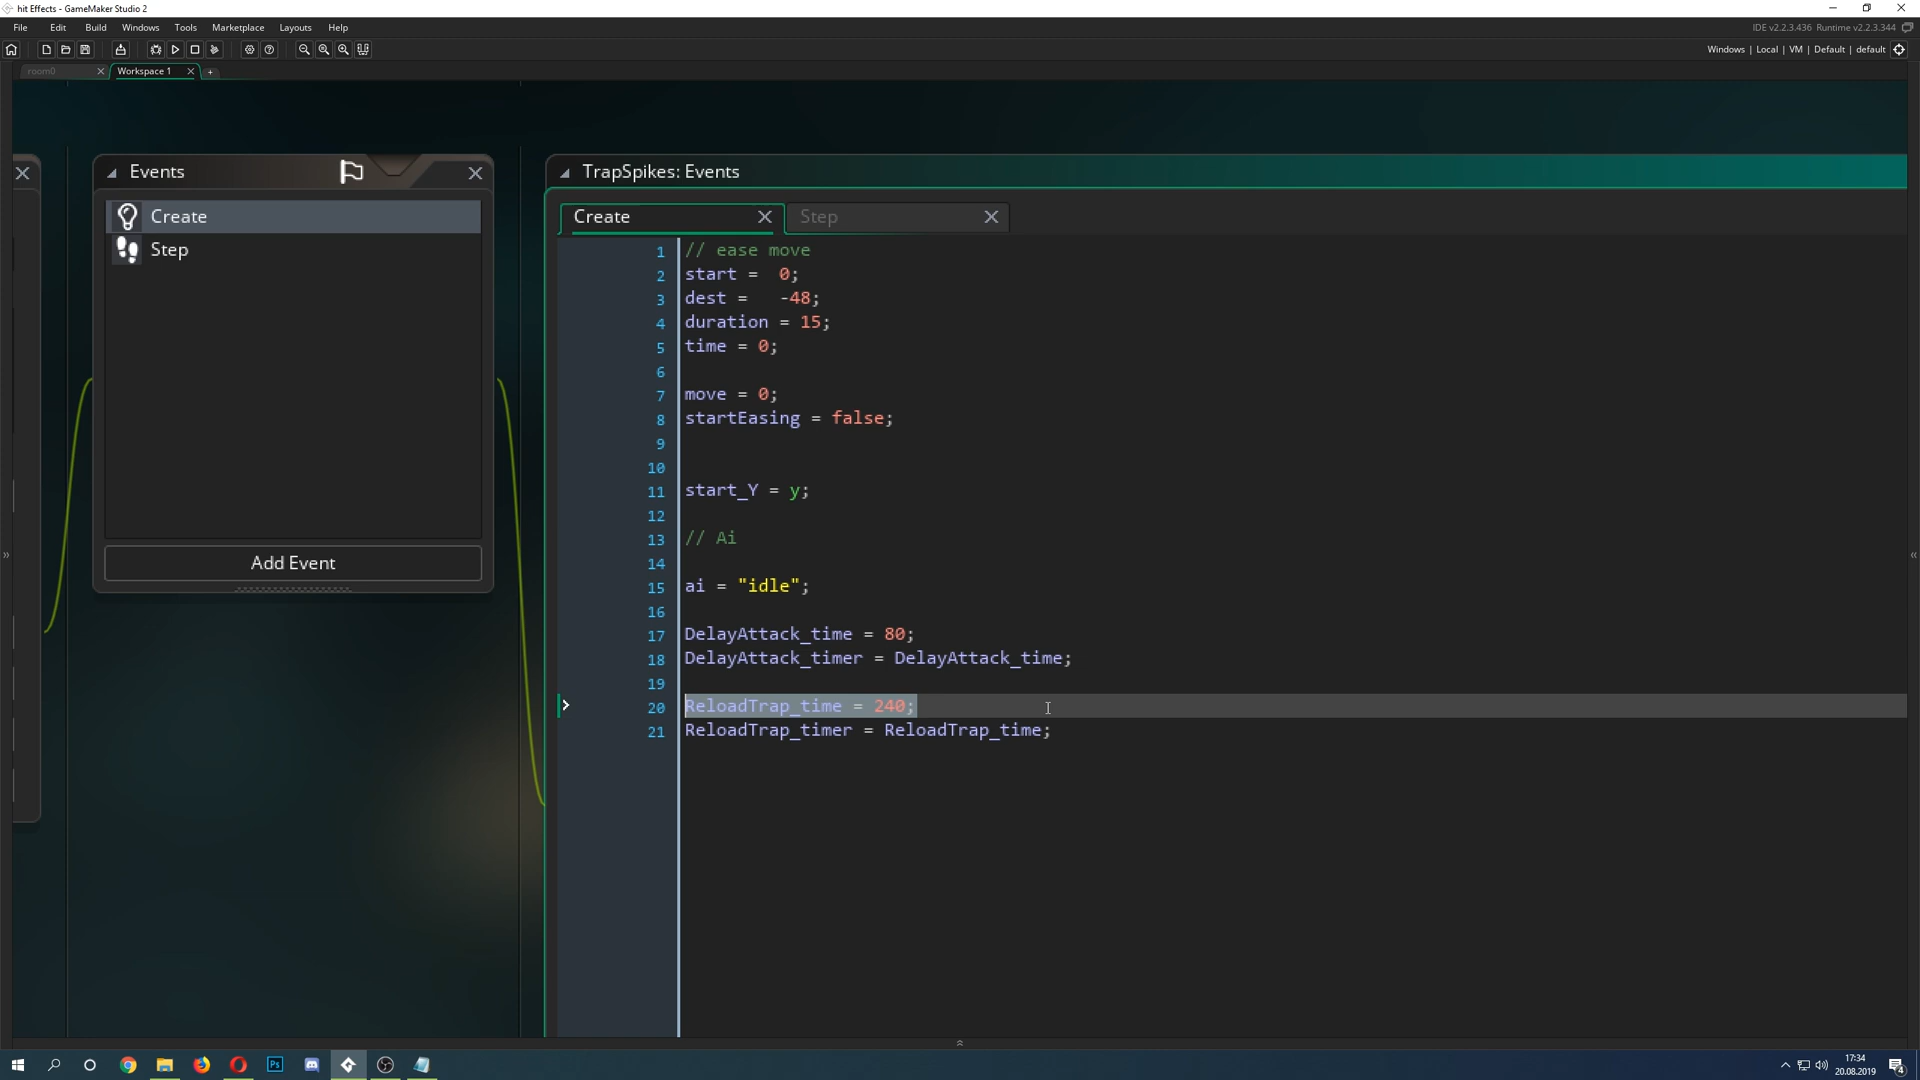 hit Effects - GameMaker Studio 2
File Edit Build Windows Tools Marketplace Layouts Help
IDE v2.2.3.436 Runtime v2.2.3.344
Windows | Local | VM | Default | default
room0
Workspace 1
Events
Create
Step
Add Event
TrapSpikes: Events
Create
Step
1 // ease move
2 start =  0;
3 dest =   -48;
4 duration = 15;
5 time = 0;
6
7 move = 0;
8 startEasing = false;
9
10
11 start_Y = y;
12
13 // Ai
14
15 ai = "idle";
16
17 DelayAttack_time = 80;
18 DelayAttack_timer = DelayAttack_time;
19
20 ReloadTrap_time = 240;
21 ReloadTrap_timer = ReloadTrap_time;
Ps
17:34
20.08.2019
4